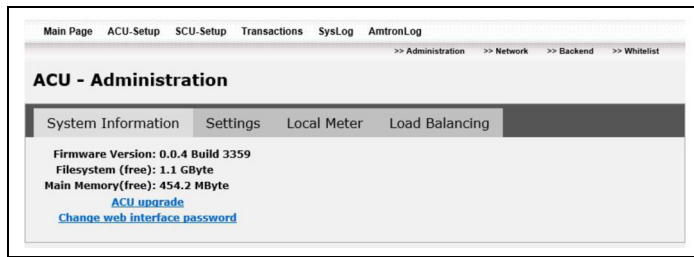 Main Page ACU-Setup SCU-Setup Transactions SysLog AmtronLog
>> Administration >> Network >> Backend >> Whitelist
ACU - Administration
System Information Settings Local Meter Load Balancing
Firmware Version: 0.0.4 Build 3359
Filesystem (free): 1.1 GByte
Main Memory(free): 454.2 MByte
ACU upgrade
Change web interface password